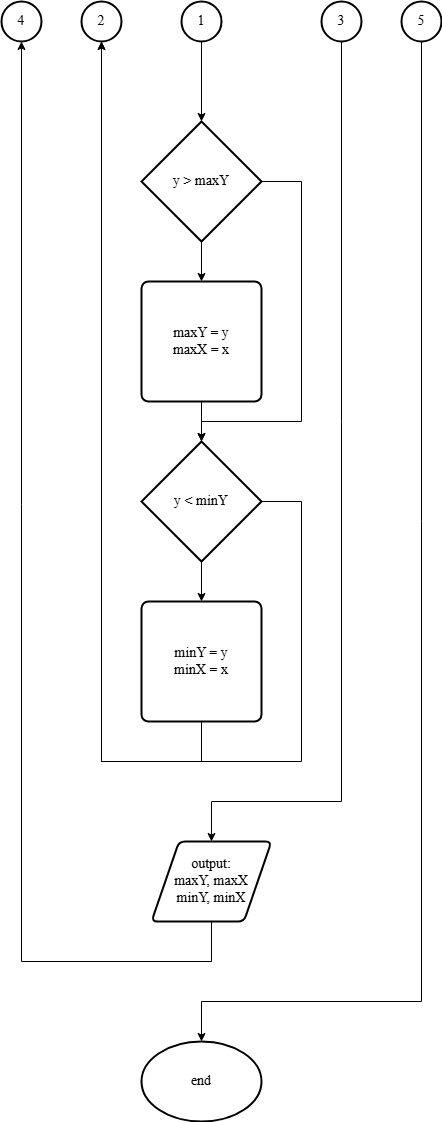 4
2
1
3
5
y > maxY
maxY = y
maxX = x
y < minY
minY = y
minX = x
output:
maxY, maxX
minY, minX
end